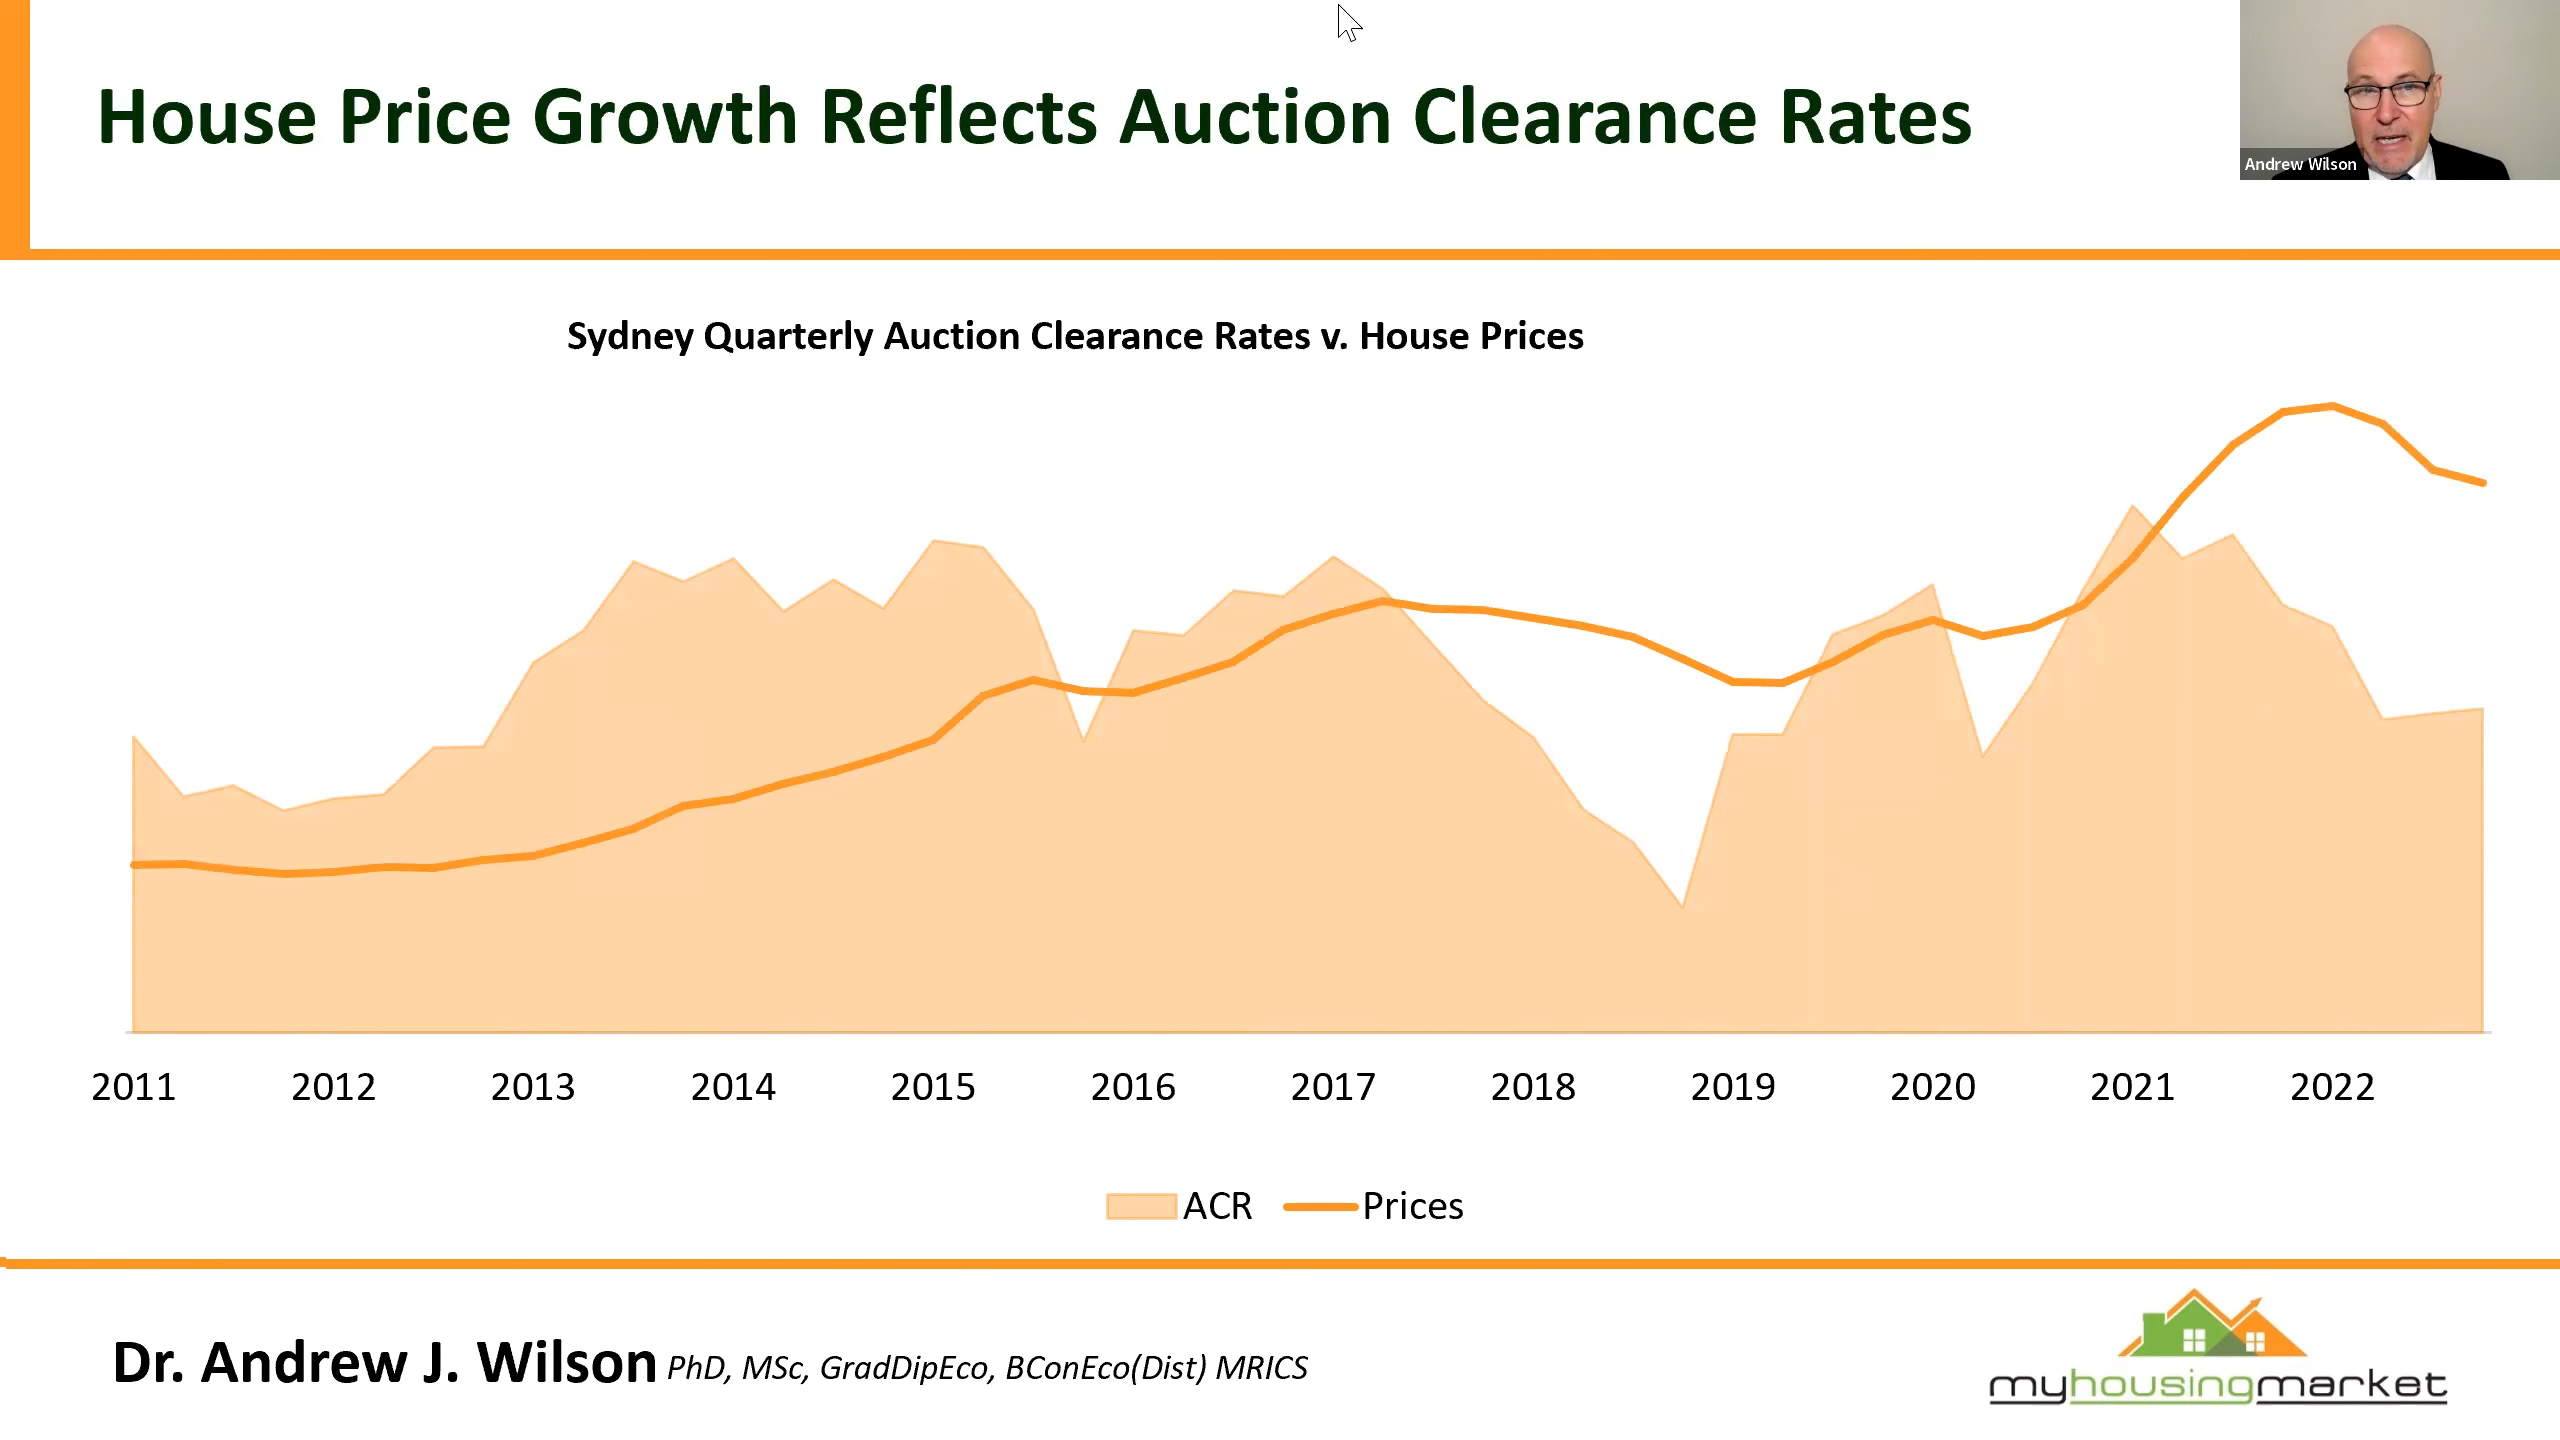 House Price Growth Reflects Auction Clearance Rates
Andrew Wilson
Sydney Quarterly Auction Clearance Rates v. House Prices
2011 2012 2013 2014 2015 2016 2017 2018 2019 2020 2021 2022
ACR Prices
Dr. Andrew J. Wilson PhD, MSc, GradDipEco, BConEco(Dist) MRICS
myhousingmarket